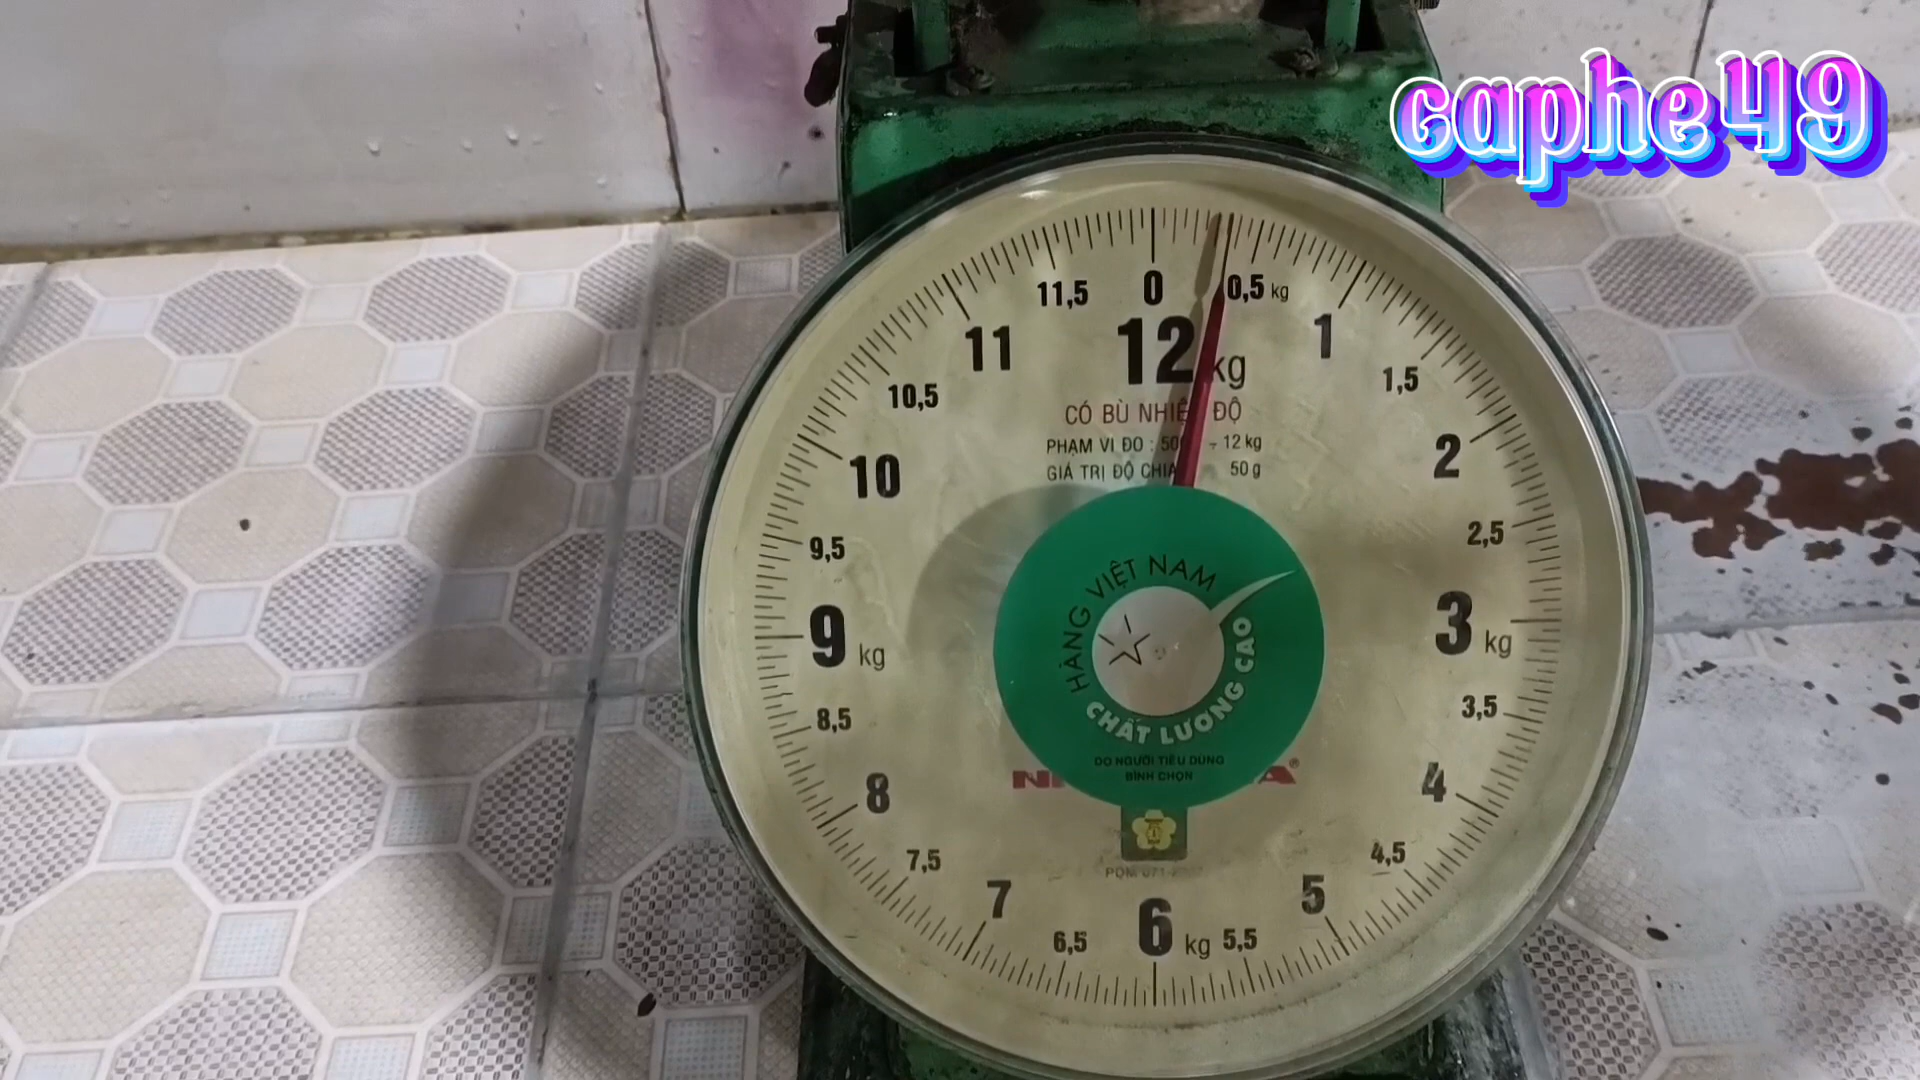 caphe49
11,5 0 0,5 kg
11 12 kg 1
10,5 1,5
CÓ BÙ NHIỆ ĐỘ
PHẠM VI ĐO : 500 ÷ 12 kg
GIÁ TRỊ ĐỘ CHIA 50 g
10 2
9,5 2,5
HÀNG VIỆT NAM
9 kg 3 kg
CHẤT LƯỢNG CAO
8,5 3,5
DO NGƯỜI TIÊU DÙNG
BÌNH CHỌN
8 4
7,5 4,5
7 5
6,5 6 kg 5,5